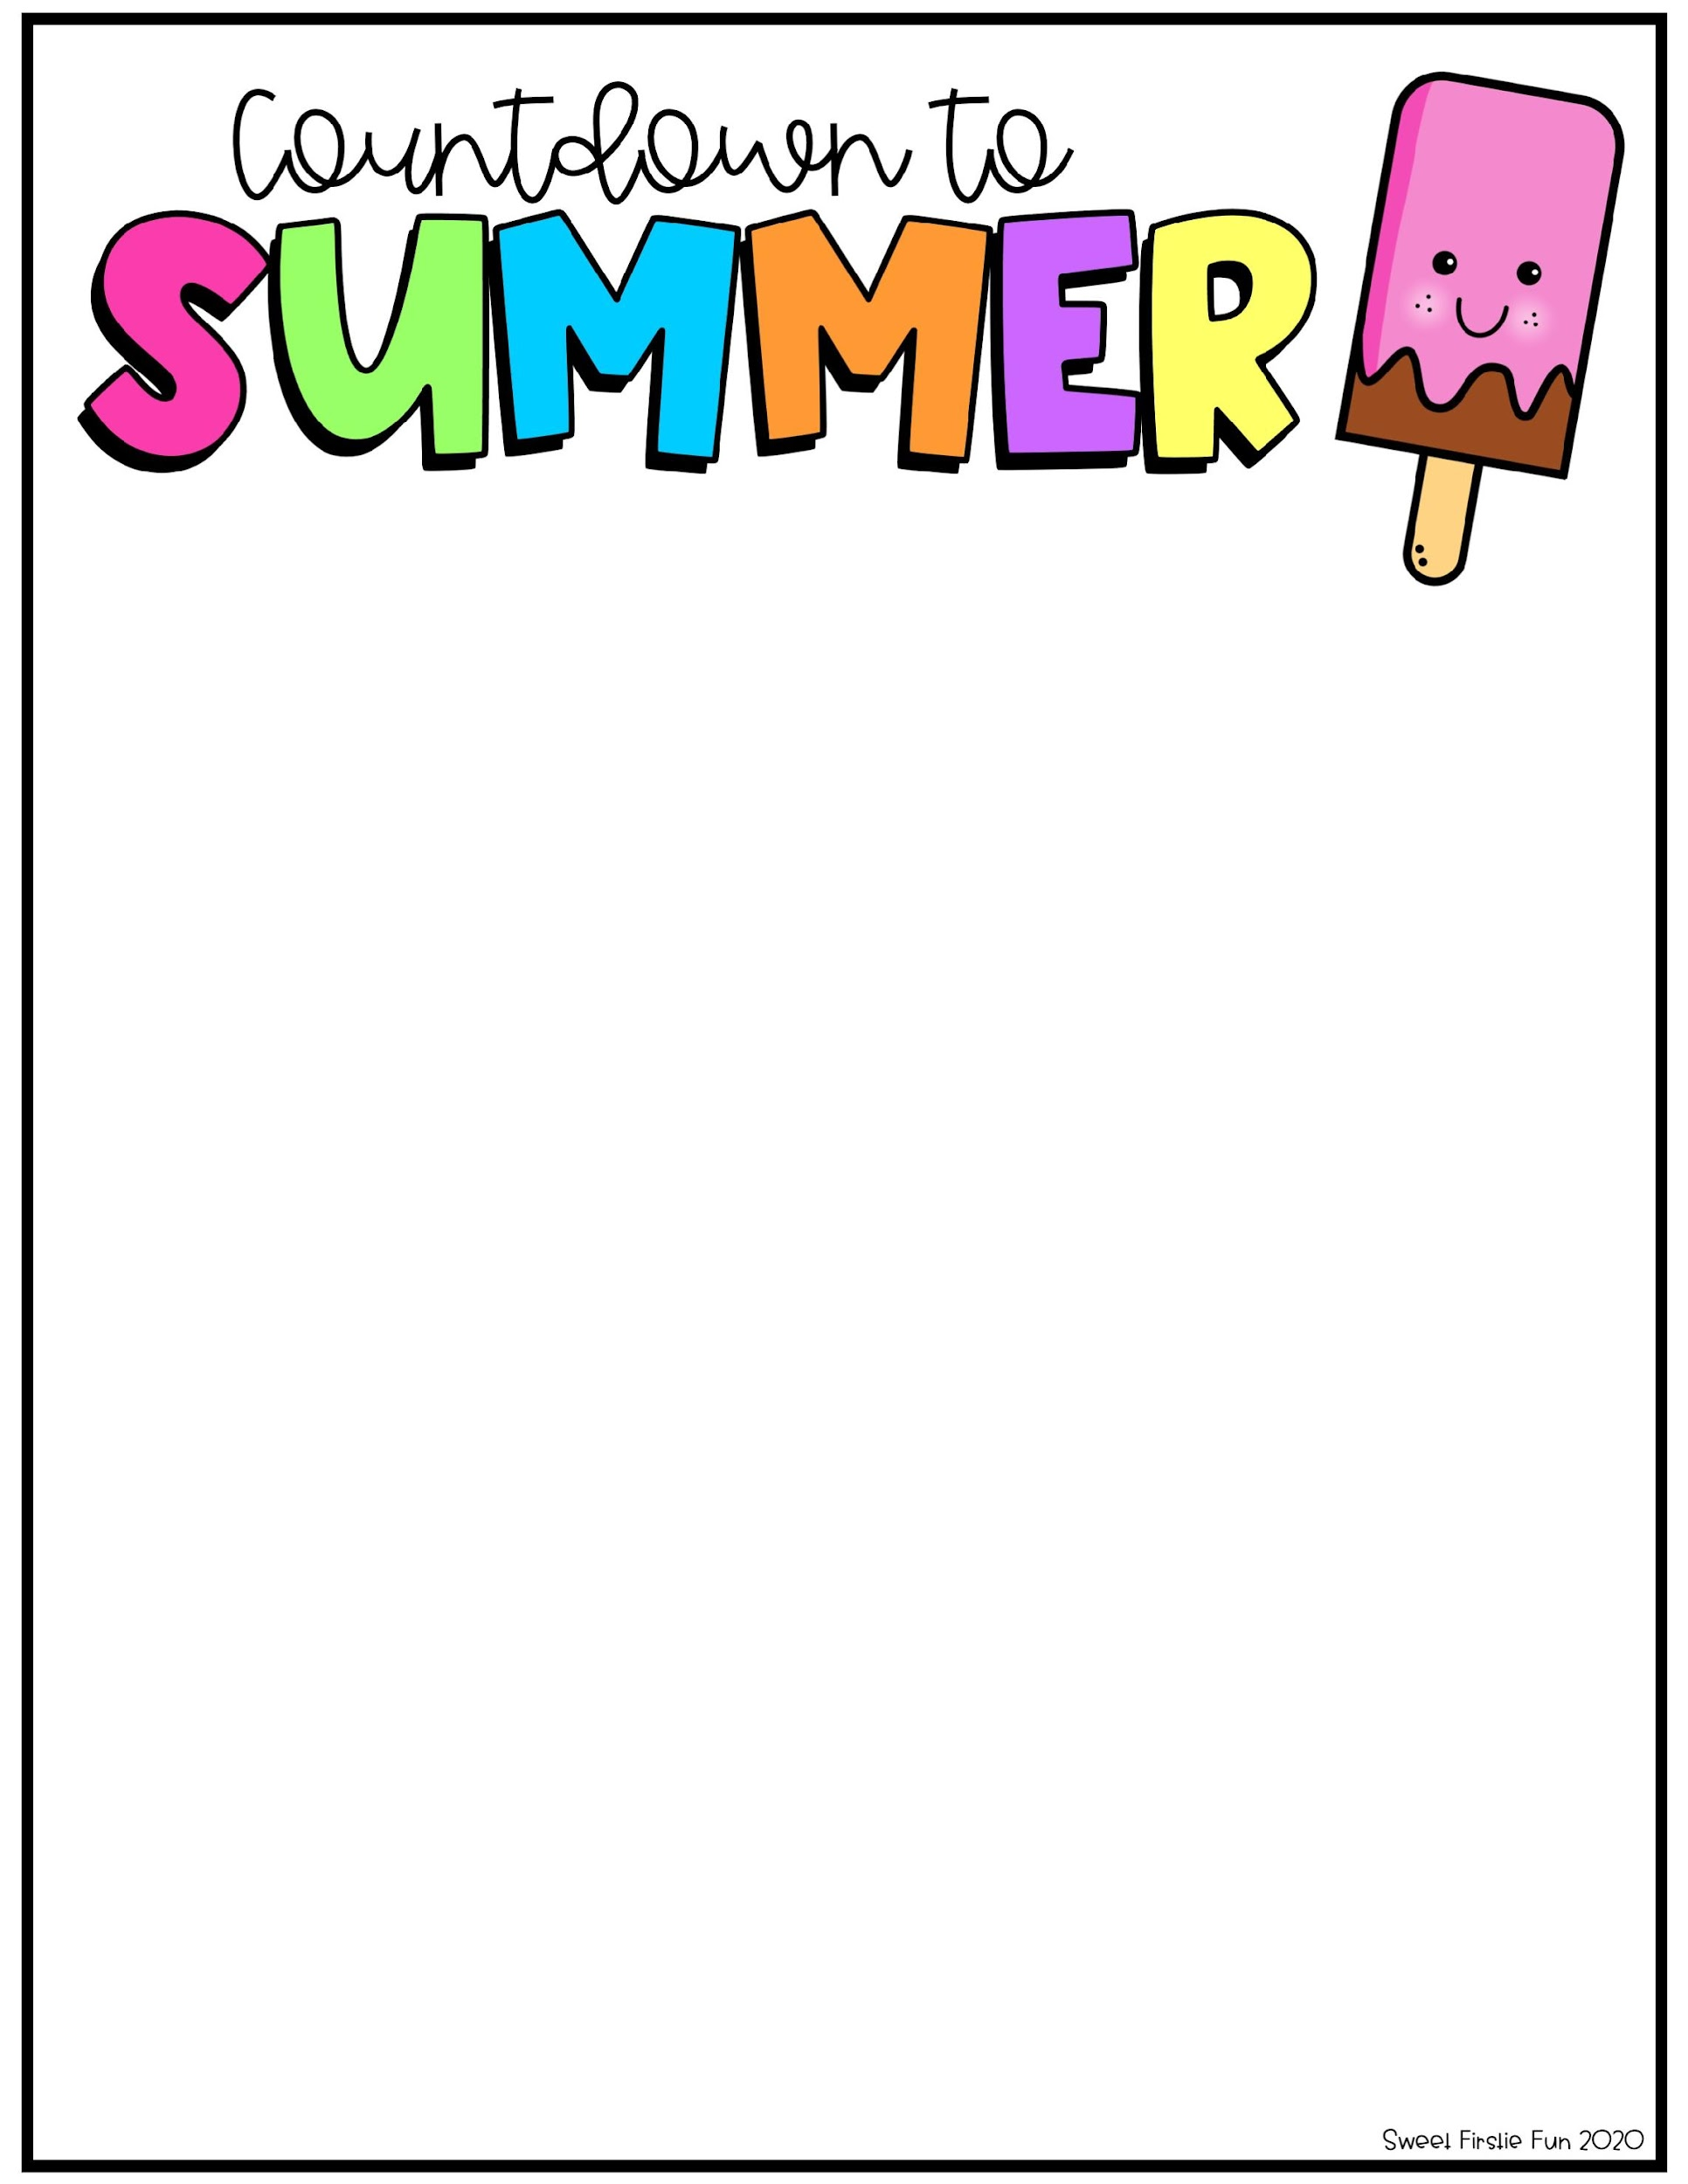 Countdown to
SUMMER
Sweet Firstie Fun 2020